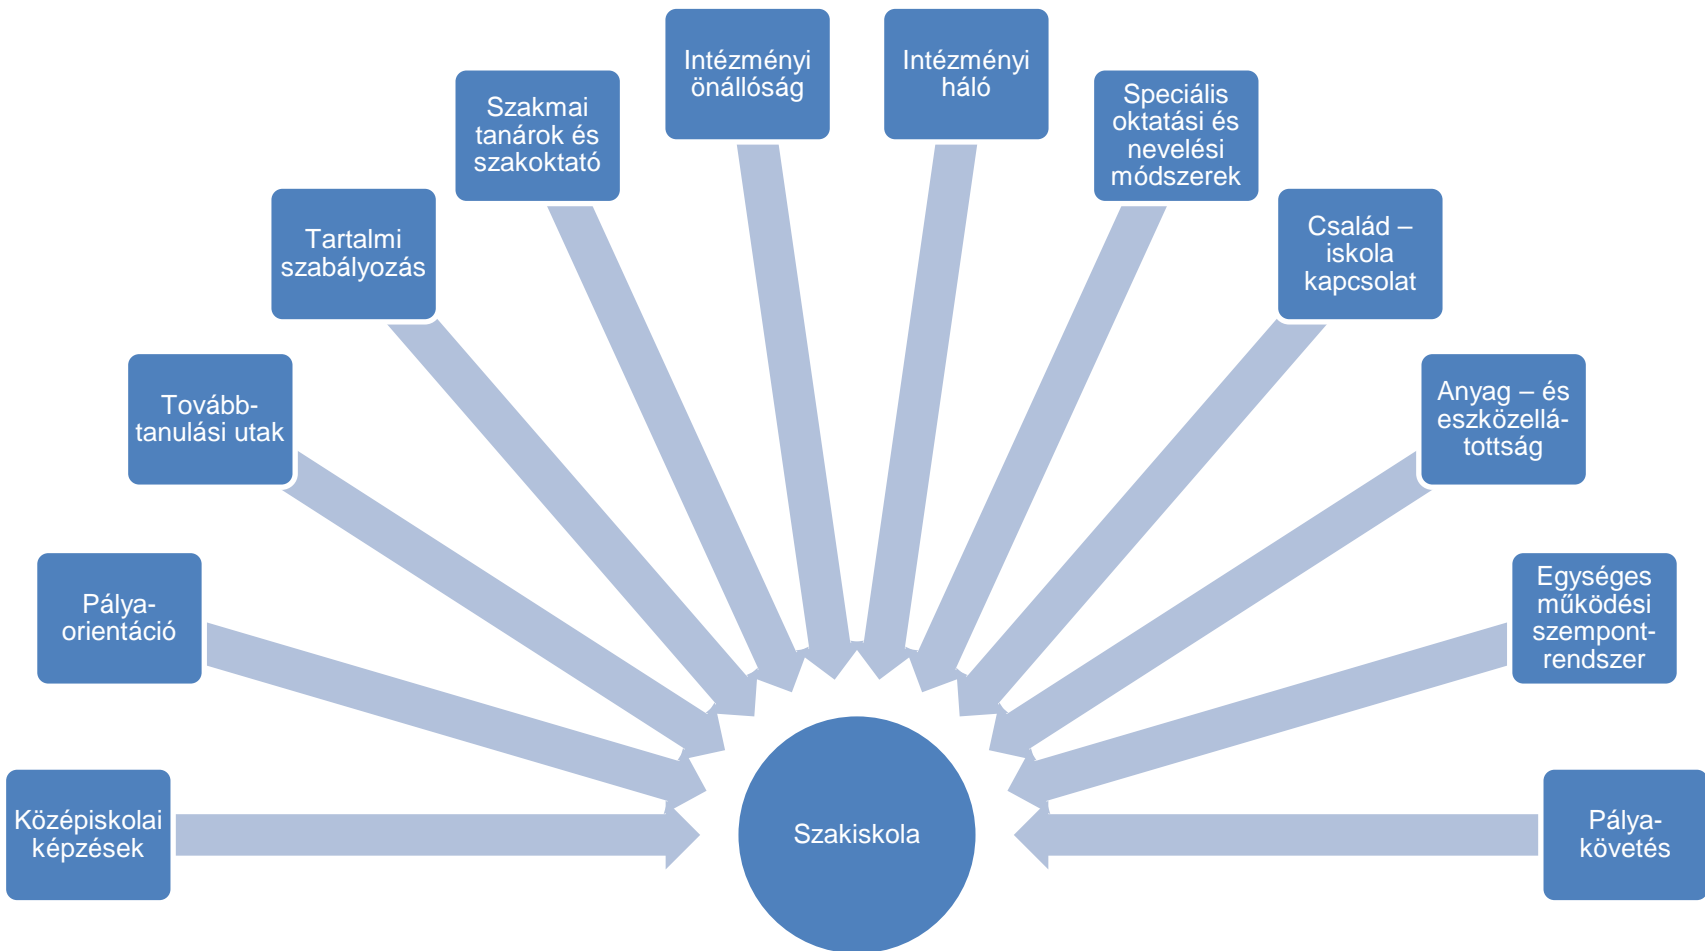 Középiskolai
képzések
Pálya-
orientáció
Tovább-
tanulási utak
Tartalmi
szabályozás
Szakmai
tanárok és
szakoktató
Intézményi
önállóság
Intézményi
háló
Speciális
oktatási és
nevelési
módszerek
Család –
iskola
kapcsolat
Anyag – és
eszközellá-
tottság
Egységes
működési
szempont-
rendszer
Pálya-
követés
Szakiskola